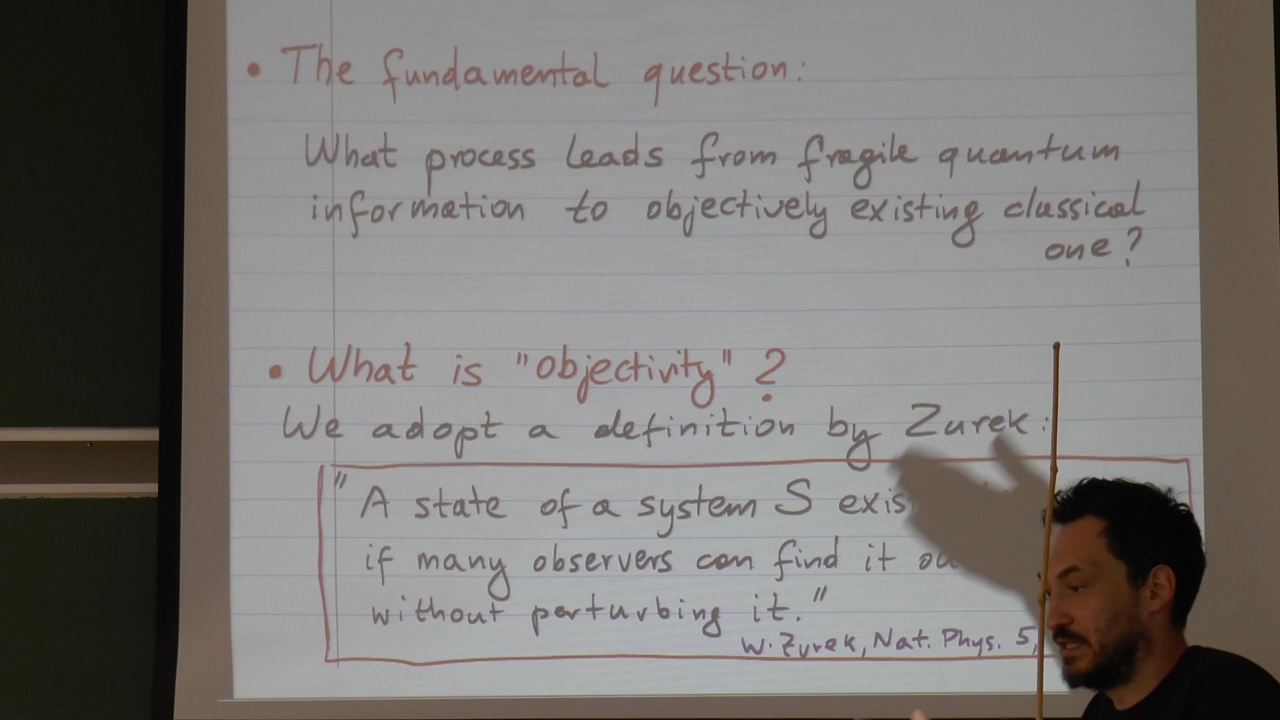 • The fundamental question:
What process leads from fragile quantum
information to objectively existing classical
one?
• What is "objectivity"?
We adopt a definition by Zurek:
" A state of a system S
if many observers can find it
without perturbing it."
W. Zurek, Nat. Phys. 5,